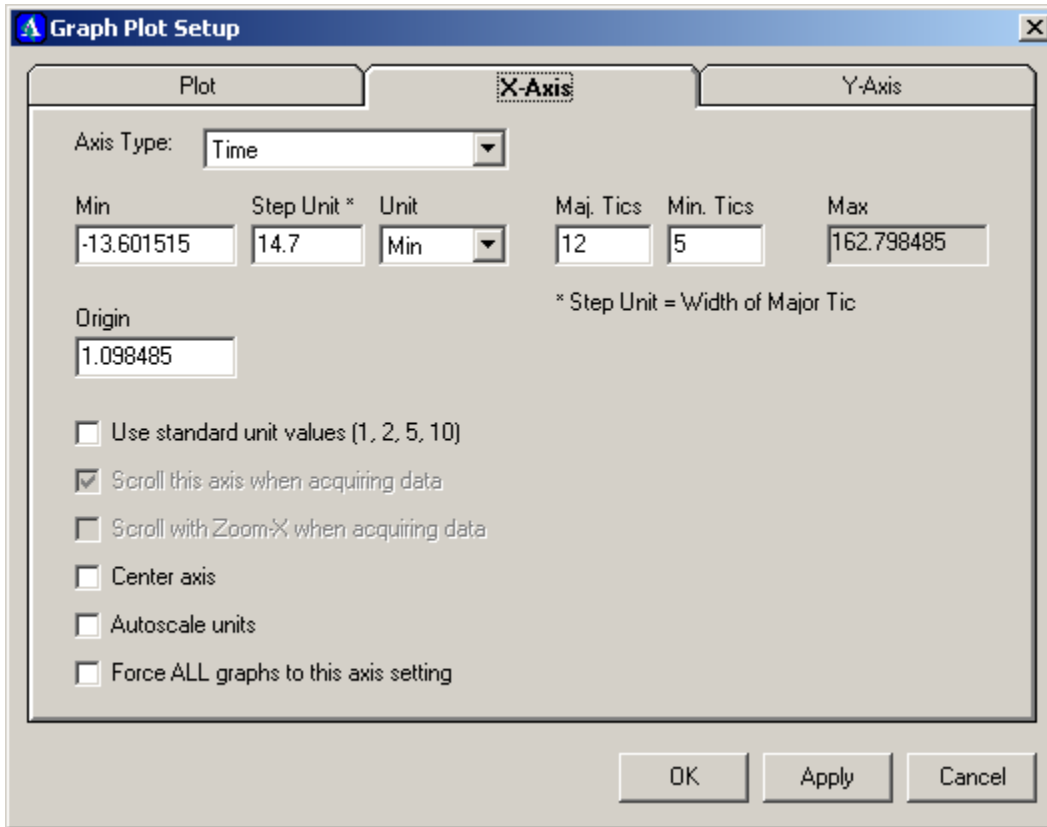 Graph Plot Setup
Plot X-Axis Y-Axis
Axis Type: Time
Min Step Unit * Unit Maj. Tics Min. Tics Max
-13.601515 14.7 Min 12 5 162.798485
* Step Unit = Width of Major Tic
Origin
1.098485
Use standard unit values (1, 2, 5, 10)
Scroll this axis when acquiring data
Scroll with Zoom-X when acquiring data
Center axis
Autoscale units
Force ALL graphs to this axis setting
OK Apply Cancel